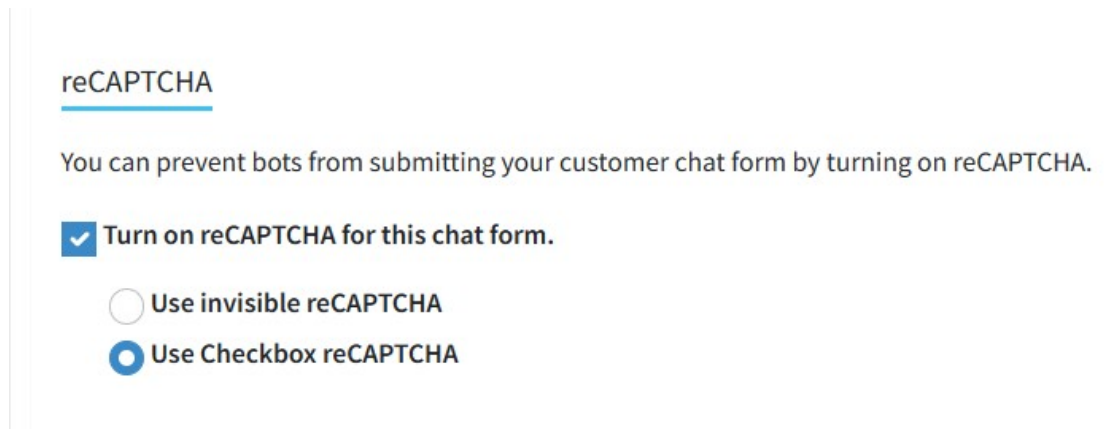 reCAPTCHA
You can prevent bots from submitting your customer chat form by turning on reCAPTCHA.
Turn on reCAPTCHA for this chat form.
Use invisible reCAPTCHA
Use Checkbox reCAPTCHA